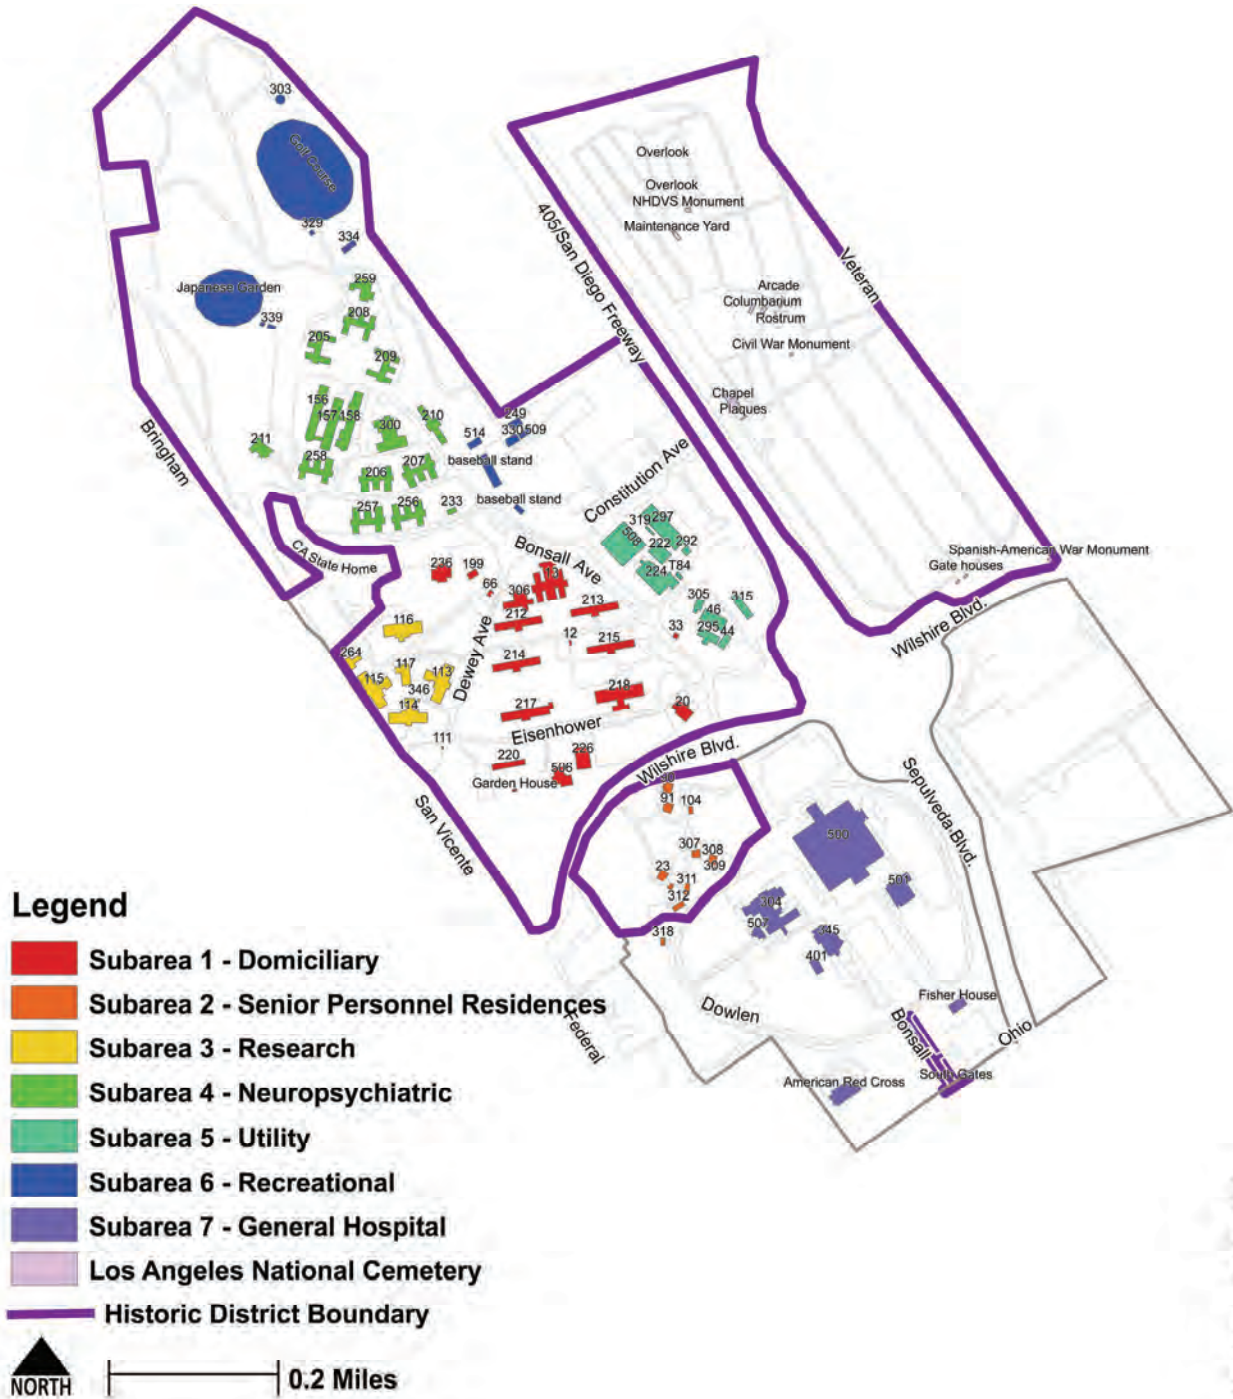 303
Golf Course
329
334
Japanese Garden
339
259
208
205
209
156
157
158
300
210
211
258
206
207
257
256
233
249
330
509
514
baseball stand
baseball stand
Bringham
CA State Home
Overlook
Overlook
NHDVS Monument
Maintenance Yard
Arcade
Columbarium
Rostrum
Civil War Monument
Chapel
Plaques
Spanish-American War Monument
Gate houses
405/San Diego Freeway
Veteran
Wilshire Blvd.
Constitution Ave
Bonsall Ave
319
297
508
222
292
224
T84
305
46
315
295
44
236
199
66
306
13
212
213
12
33
214
215
217
218
20
Eisenhower
Dewey Ave
220
226
Garden House
116
264
117
115
346
113
114
111
San Vicente
Wilshire Blvd.
91
104
307
308
309
23
311
312
318
500
501
304
507
345
401
Sepulveda Blvd.
Fisher House
Dowlen
Bonsall
Ohio
South Gates
American Red Cross
Federal
Legend
Subarea 1 - Domiciliary
Subarea 2 - Senior Personnel Residences
Subarea 3 - Research
Subarea 4 - Neuropsychiatric
Subarea 5 - Utility
Subarea 6 - Recreational
Subarea 7 - General Hospital
Los Angeles National Cemetery
Historic District Boundary
NORTH
0.2 Miles